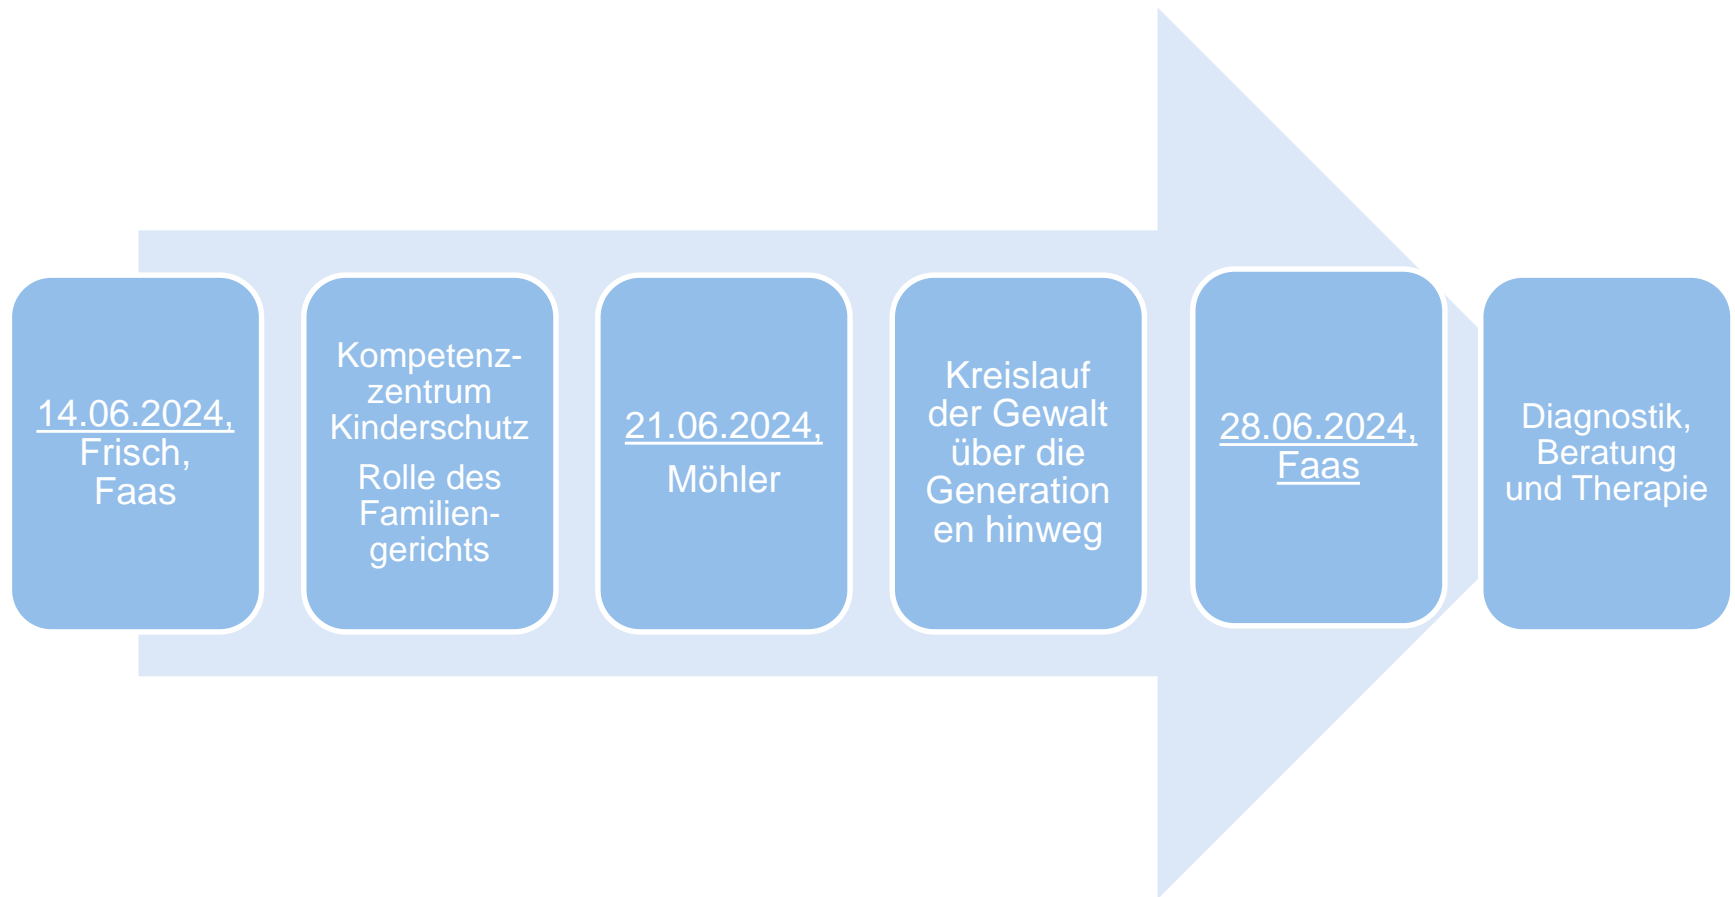 14.06.2024,
Frisch,
Faas
Kompetenz-
zentrum
Kinderschutz
Rolle des
Familien-
gerichts
21.06.2024,
Möhler
Kreislauf
der Gewalt
über die
Generation
en hinweg
28.06.2024,
Faas
Diagnostik,
Beratung
und Therapie